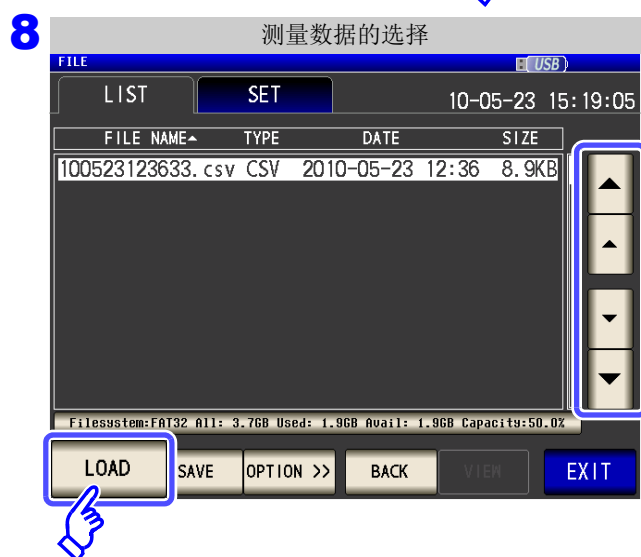 8
测量数据的选择
FILE USB
LIST SET 10-05-23 15:19:05
FILE NAME▲ TYPE DATE SIZE
100523123633.csv CSV 2010-05-23 12:36 8.9KB
Filesystem:FAT32 All: 3.7GB Used: 1.9GB Avail: 1.9GB Capacity:50.0%
LOAD SAVE OPTION >> BACK VIEW EXIT